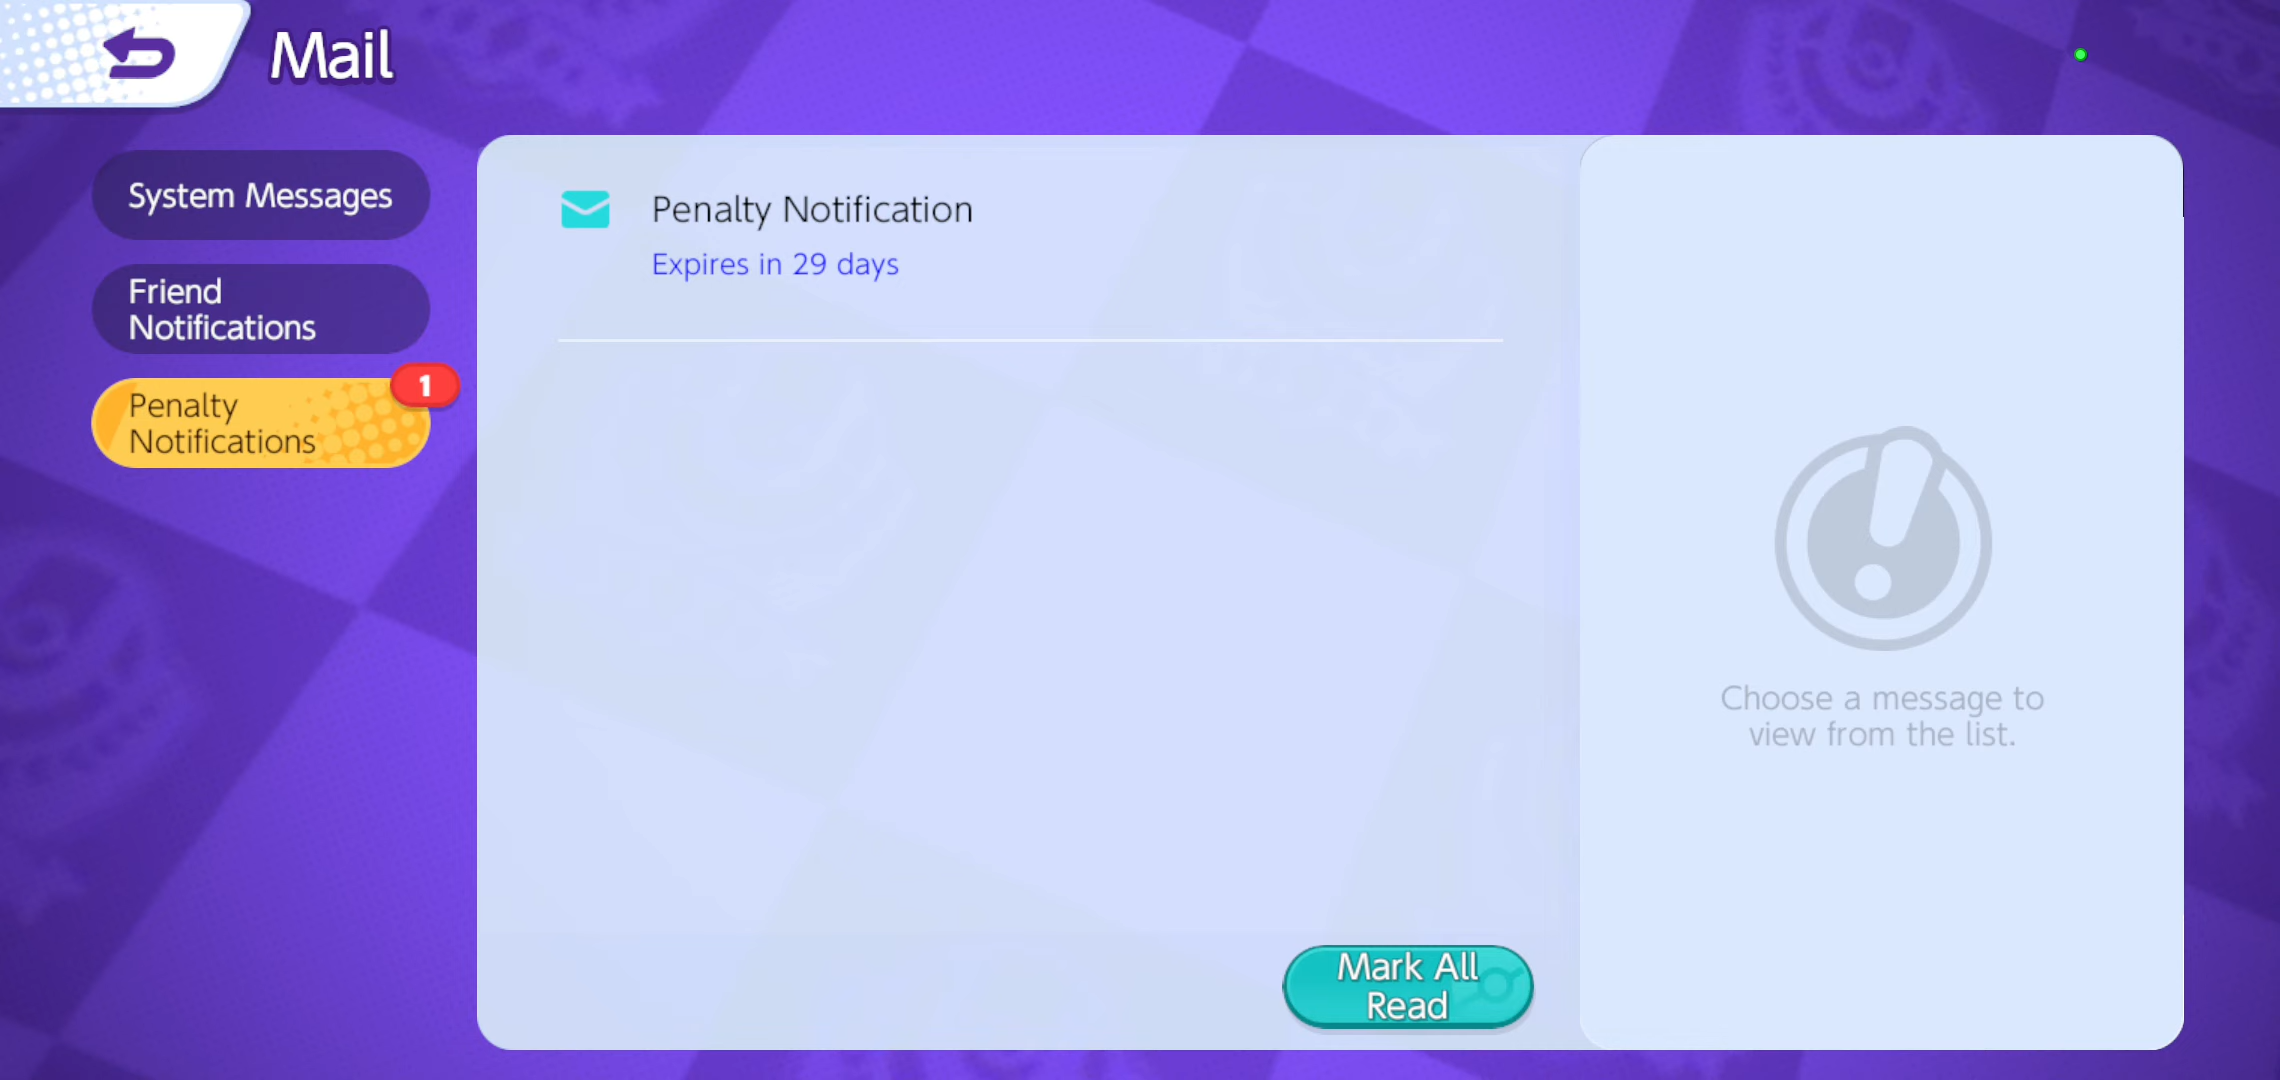 Mail
System Messages
Friend
Notifications
Penalty
Notifications
1
Penalty Notification
Expires in 29 days
Mark All
Read
Choose a message to
view from the list.